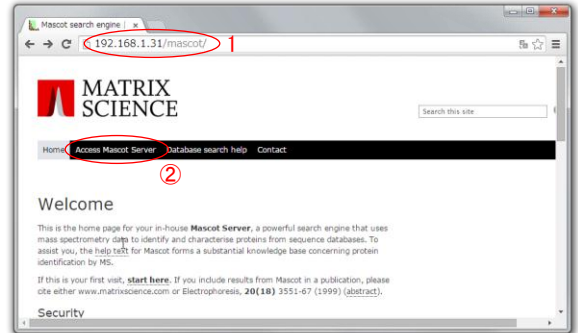 Mascot search engine |
192.168.1.31/mascot/
1
MATRIX
SCIENCE
Search this site
Home Access Mascot Server Database search help Contact
②
Welcome
This is the home page for your in-house Mascot Server, a powerful search engine that uses
mass spectrometry data to identify and characterise proteins from sequence databases. To
assist you, the help text for Mascot forms a substantial knowledge base concerning protein
identification by MS.
If this is your first visit, start here. If you include results from Mascot in a publication, please
cite either www.matrixscience.com or Electrophoresis, 20(18) 3551-67 (1999) (abstract).
Security